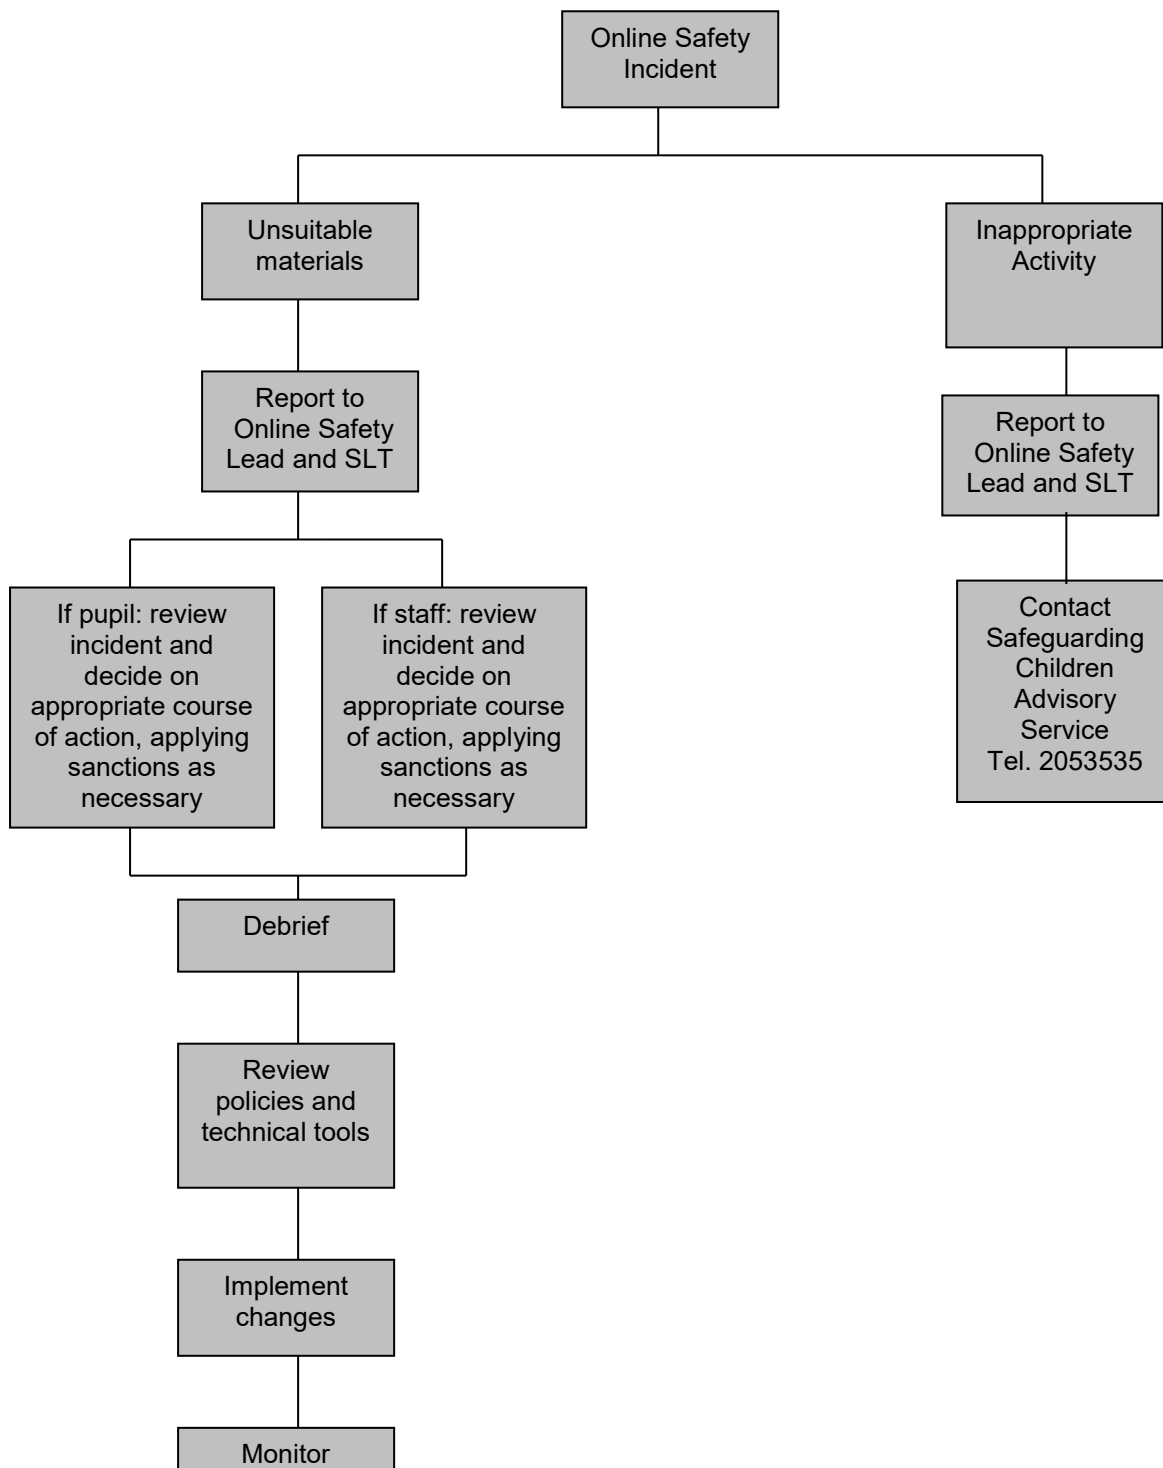 Online Safety
Incident
Unsuitable
materials
Inappropriate
Activity
Report to
Online Safety
Lead and SLT
Report to
Online Safety
Lead and SLT
If pupil: review
incident and
decide on
appropriate course
of action, applying
sanctions as
necessary
If staff: review
incident and
decide on
appropriate course
of action, applying
sanctions as
necessary
Contact
Safeguarding
Children
Advisory
Service
Tel. 2053535
Debrief
Review
policies and
technical tools
Implement
changes
Monitor